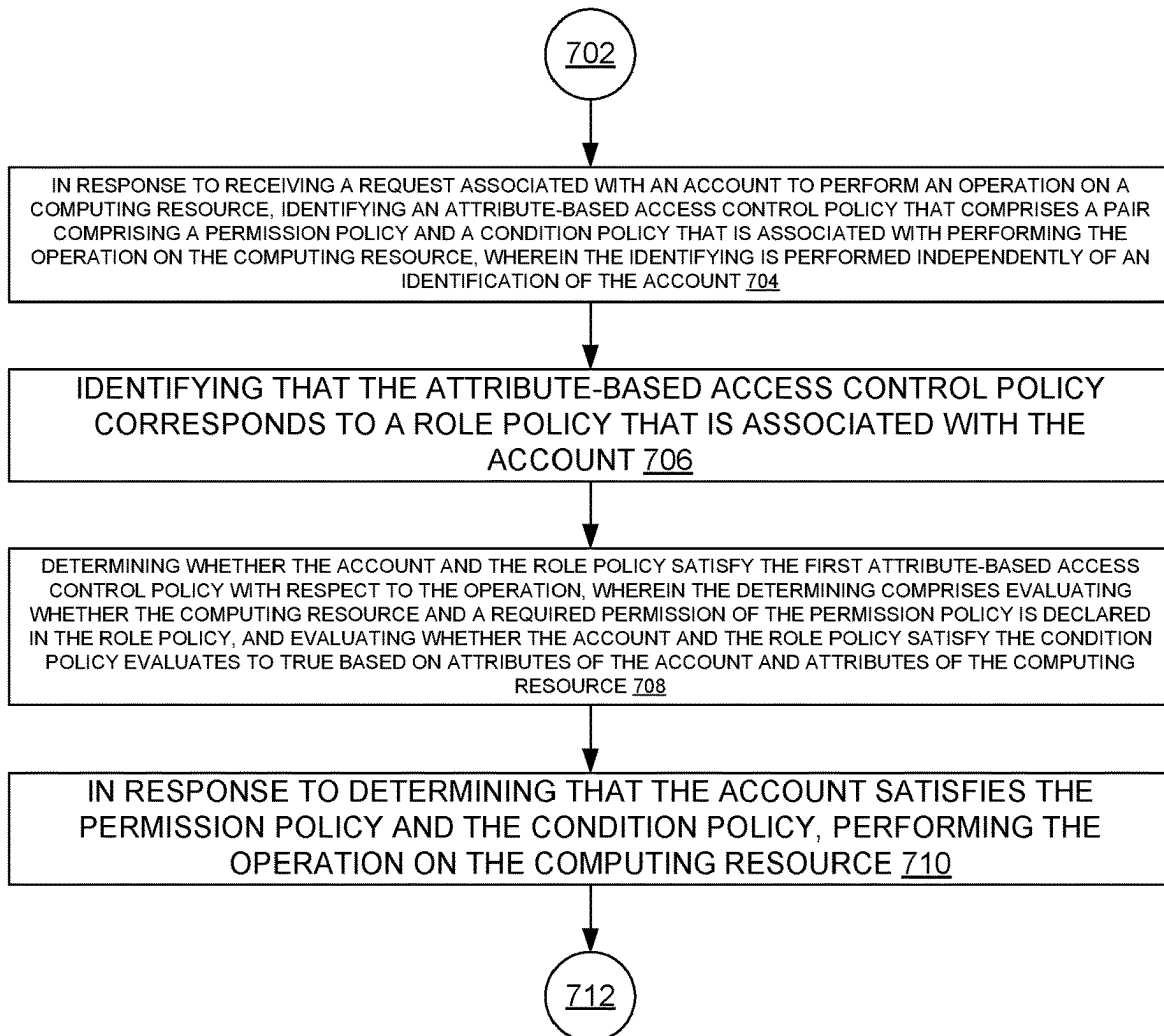 702
IN RESPONSE TO RECEIVING A REQUEST ASSOCIATED WITH AN ACCOUNT TO PERFORM AN OPERATION ON A
COMPUTING RESOURCE, IDENTIFYING AN ATTRIBUTE-BASED ACCESS CONTROL POLICY THAT COMPRISES A PAIR
COMPRISING A PERMISSION POLICY AND A CONDITION POLICY THAT IS ASSOCIATED WITH PERFORMING THE
OPERATION ON THE COMPUTING RESOURCE, WHEREIN THE IDENTIFYING IS PERFORMED INDEPENDENTLY OF AN
IDENTIFICATION OF THE ACCOUNT 704
IDENTIFYING THAT THE ATTRIBUTE-BASED ACCESS CONTROL POLICY
CORRESPONDS TO A ROLE POLICY THAT IS ASSOCIATED WITH THE
ACCOUNT 706
DETERMINING WHETHER THE ACCOUNT AND THE ROLE POLICY SATISFY THE FIRST ATTRIBUTE-BASED ACCESS
CONTROL POLICY WITH RESPECT TO THE OPERATION, WHEREIN THE DETERMINING COMPRISES EVALUATING
WHETHER THE COMPUTING RESOURCE AND A REQUIRED PERMISSION OF THE PERMISSION POLICY IS DECLARED
IN THE ROLE POLICY, AND EVALUATING WHETHER THE ACCOUNT AND THE ROLE POLICY SATISFY THE CONDITION
POLICY EVALUATES TO TRUE BASED ON ATTRIBUTES OF THE ACCOUNT AND ATTRIBUTES OF THE COMPUTING
RESOURCE 708
IN RESPONSE TO DETERMINING THAT THE ACCOUNT SATISFIES THE
PERMISSION POLICY AND THE CONDITION POLICY, PERFORMING THE
OPERATION ON THE COMPUTING RESOURCE 710
712